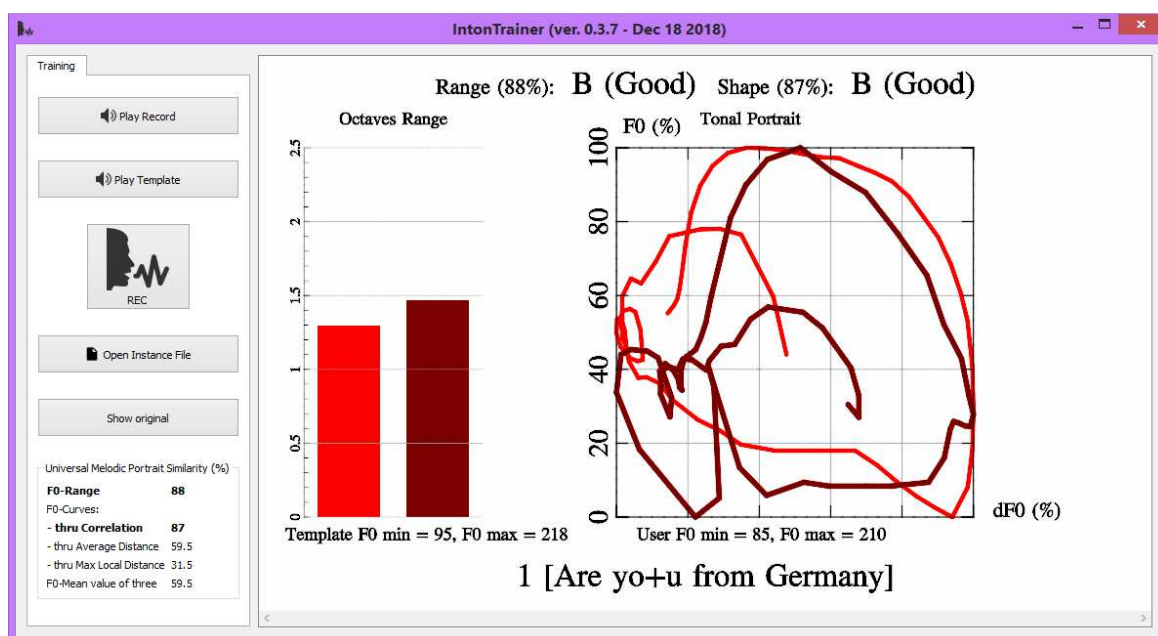 IntonTrainer (ver. 0.3.7 - Dec 18 2018)
Training
Play Record
Play Template
REC
Open Instance File
Show original
Universal Melodic Portrait Similarity (%)
F0-Range 88
F0-Curves:
- thru Correlation 87
- thru Average Distance 59.5
- thru Max Local Distance 31.5
F0-Mean value of three 59.5
Range (88%): B (Good) Shape (87%): B (Good)
Octaves Range
2.5
2
1.5
1
0.5
0
Template F0 min = 95, F0 max = 218
F0 (%) Tonal Portrait
100
80
60
40
20
0
dF0 (%)
User F0 min = 85, F0 max = 210
1 [Are yo+u from Germany]